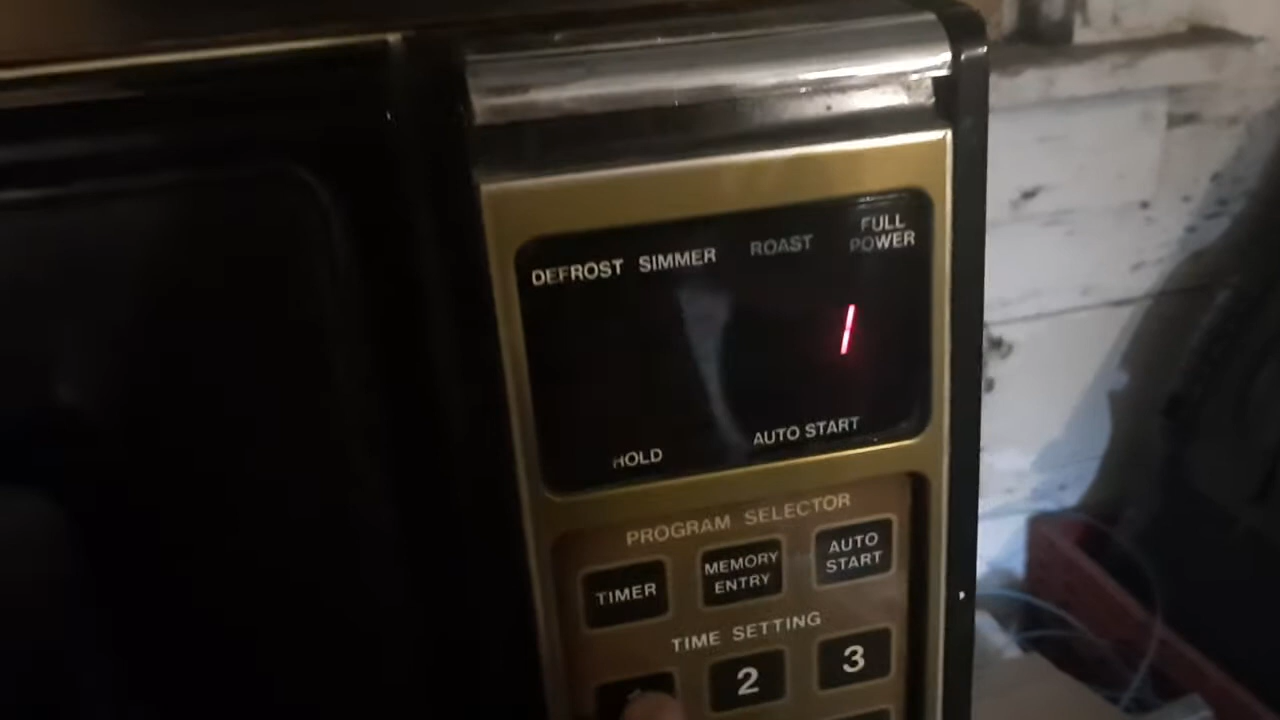 DEFROST SIMMER ROAST FULL POWER
1
HOLD AUTO START
PROGRAM SELECTOR
TIMER MEMORY ENTRY AUTO START
TIME SETTING
2 3